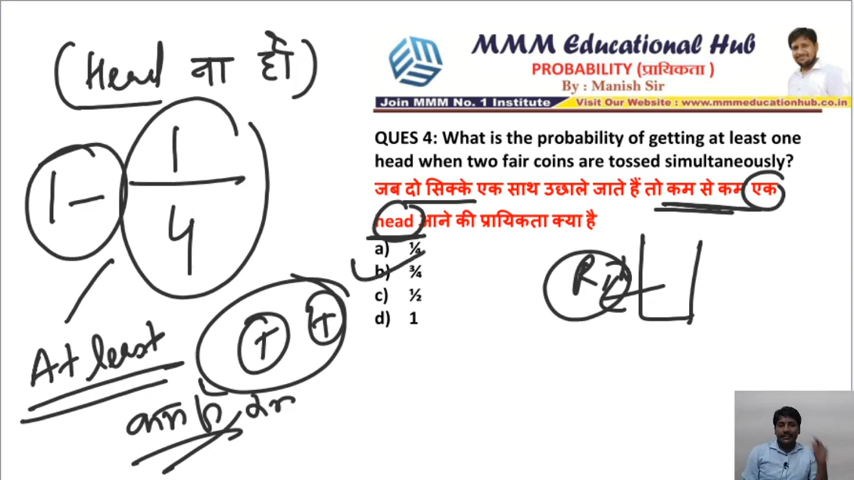 (Head ना हो)
1 - 1/4
At least
T T
कम से कम
MMM Educational Hub
PROBABILITY (प्रायिकता )
By : Manish Sir
Join MMM No. 1 Institute Visit Our Website : www.mmmeducationhub.co.in
QUES 4: What is the probability of getting at least one
head when two fair coins are tossed simultaneously?
जब दो सिक्के एक साथ उछाले जाते हैं तो कम से कम एक
head आने की प्रायिकता क्या है
a) ¼
b) ¾
c) ½
d) 1